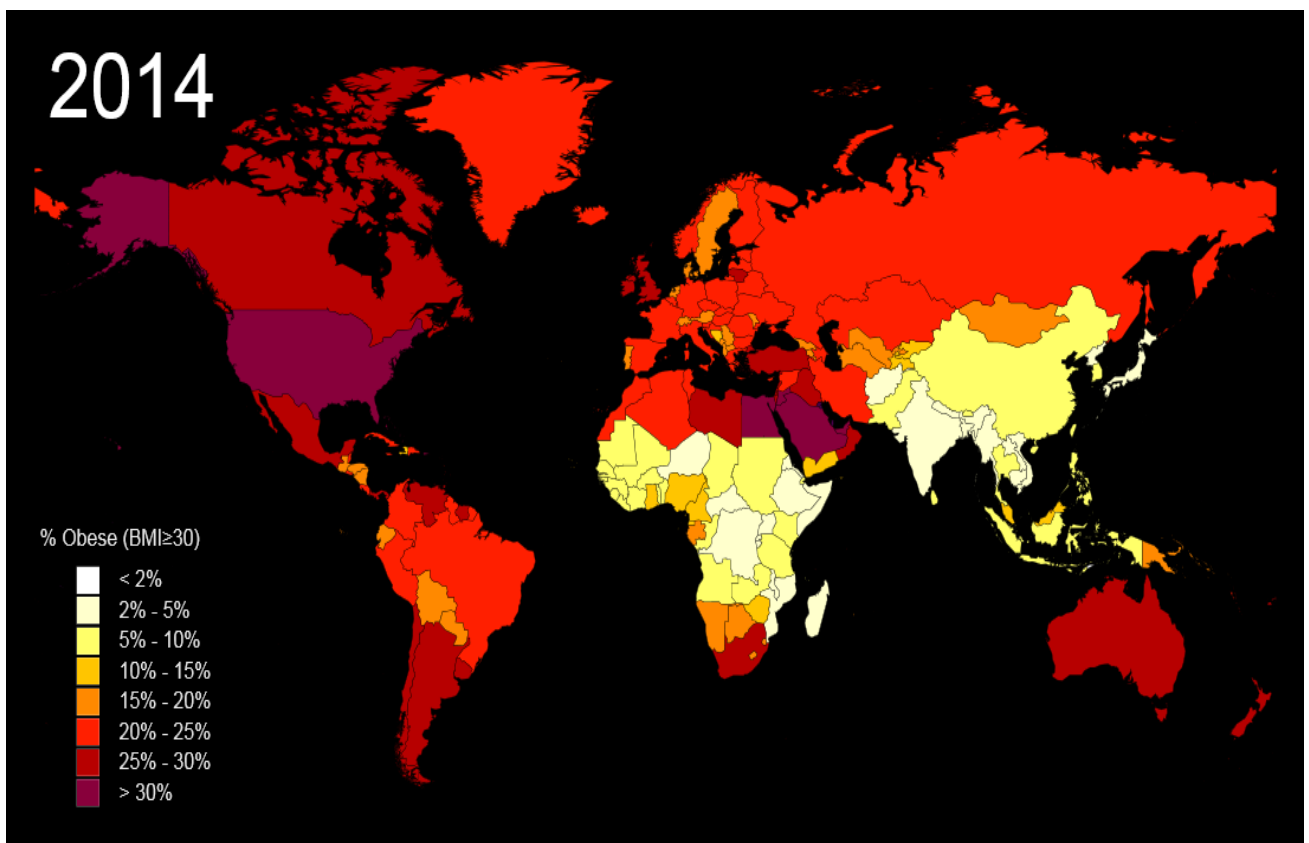 2014
% Obese (BMI≥30)
< 2%
2% - 5%
5% - 10%
10% - 15%
15% - 20%
20% - 25%
25% - 30%
> 30%